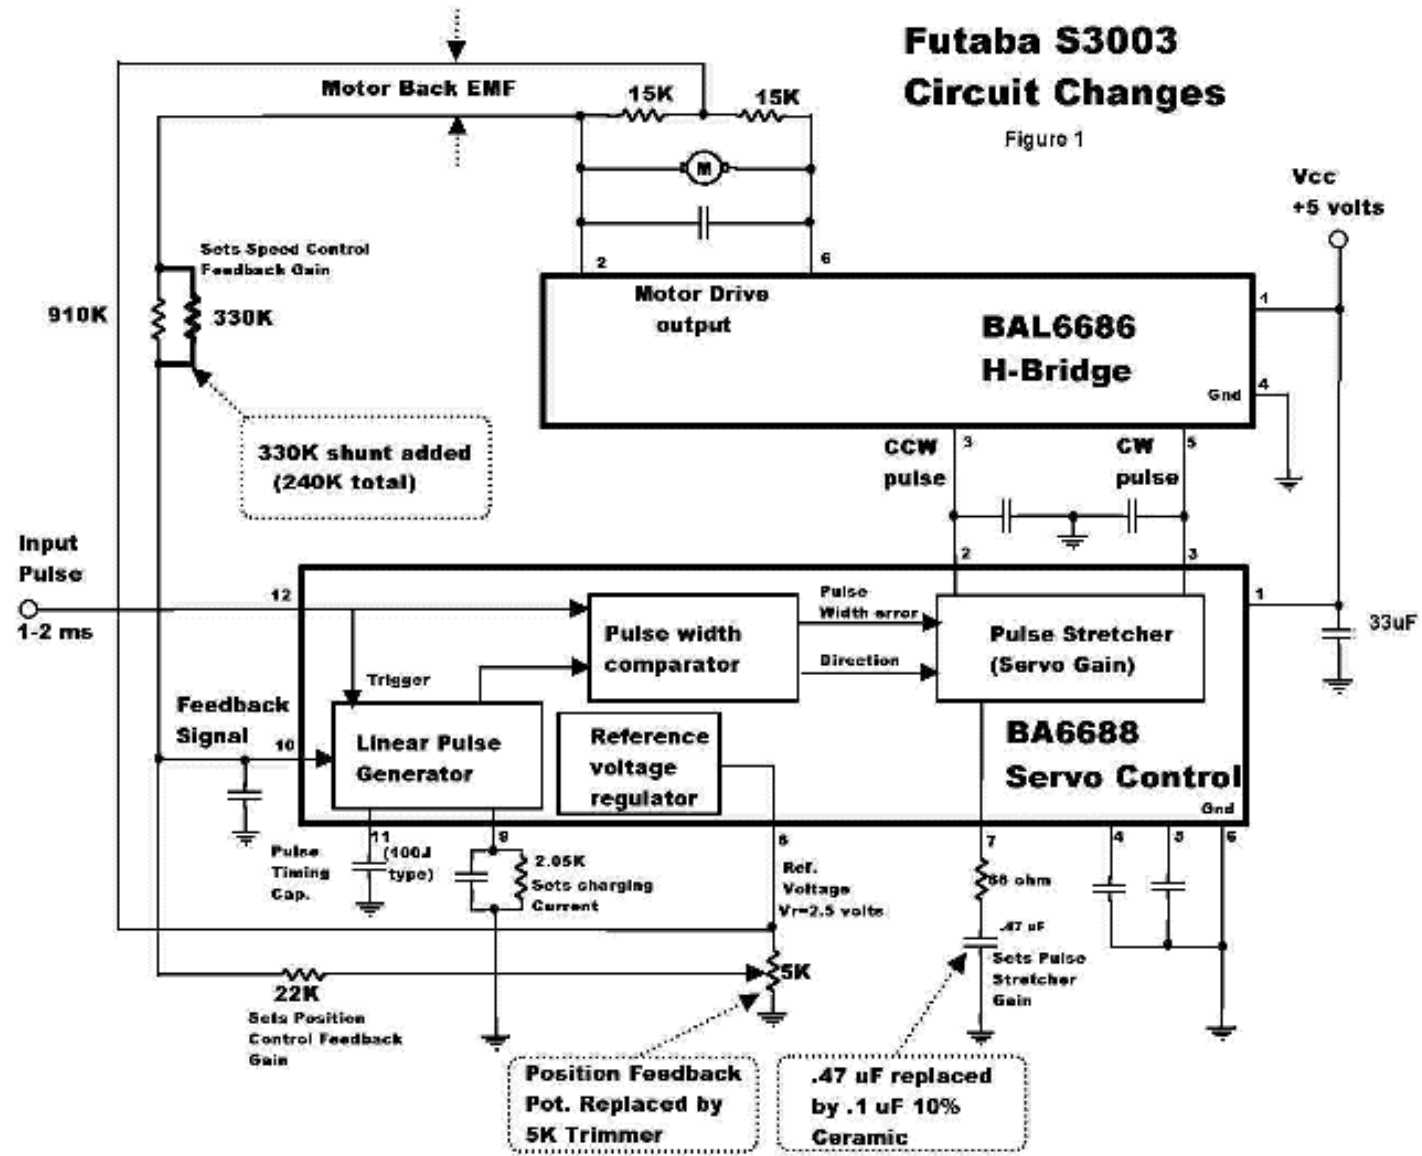 Futaba S3003
Circuit Changes
Figure 1
Motor Back EMF
15K
15K
M
Vcc
+5 volts
Sets Speed Control
Feedback Gain
910K
330K
2
6
Motor Drive
output
BAL6686
H-Bridge
1
4
Gnd
330K shunt added
(240K total)
CCW
pulse
3
CW
pulse
5
2
3
Input
Pulse
1-2 ms
12
Pulse width
comparator
Pulse
Width error
Direction
Pulse Stretcher
(Servo Gain)
1
33uF
Trigger
Feedback
Signal
10
Linear Pulse
Generator
Reference
voltage
regulator
BA6688
Servo Control
Gnd
11
9
7
4
Pulse
Timing
Cap.
(100J
type)
2.05K
Sets charging
Current
Ref.
Voltage
Vr=2.5 volts
ohm
.47 uF
Sets Pulse
Stretcher
Gain
22K
Sets Position
Control Feedback
Gain
5K
Position Feedback
Pot. Replaced by
5K Trimmer
.47 uF replaced
by .1 uF 10%
Ceramic